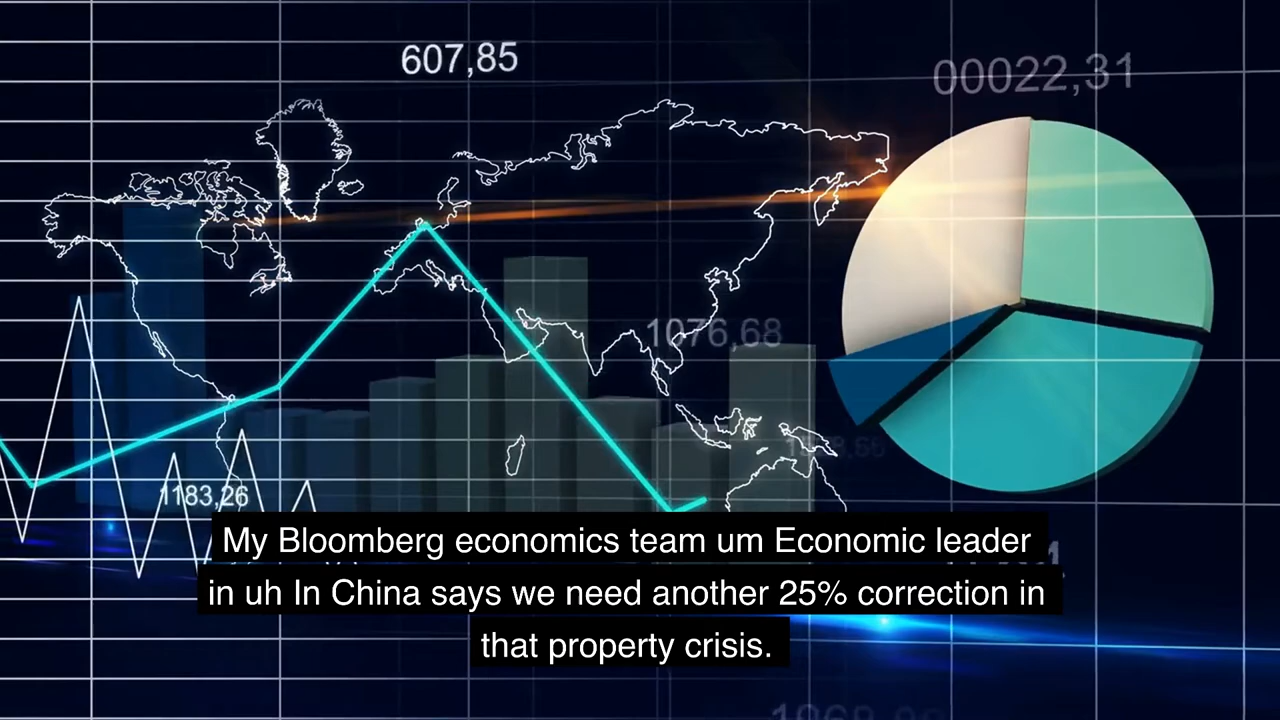 607,85
00022,31
1076,68
1183,26
My Bloomberg economics team um Economic leader
in uh In China says we need another 25% correction in
that property crisis.